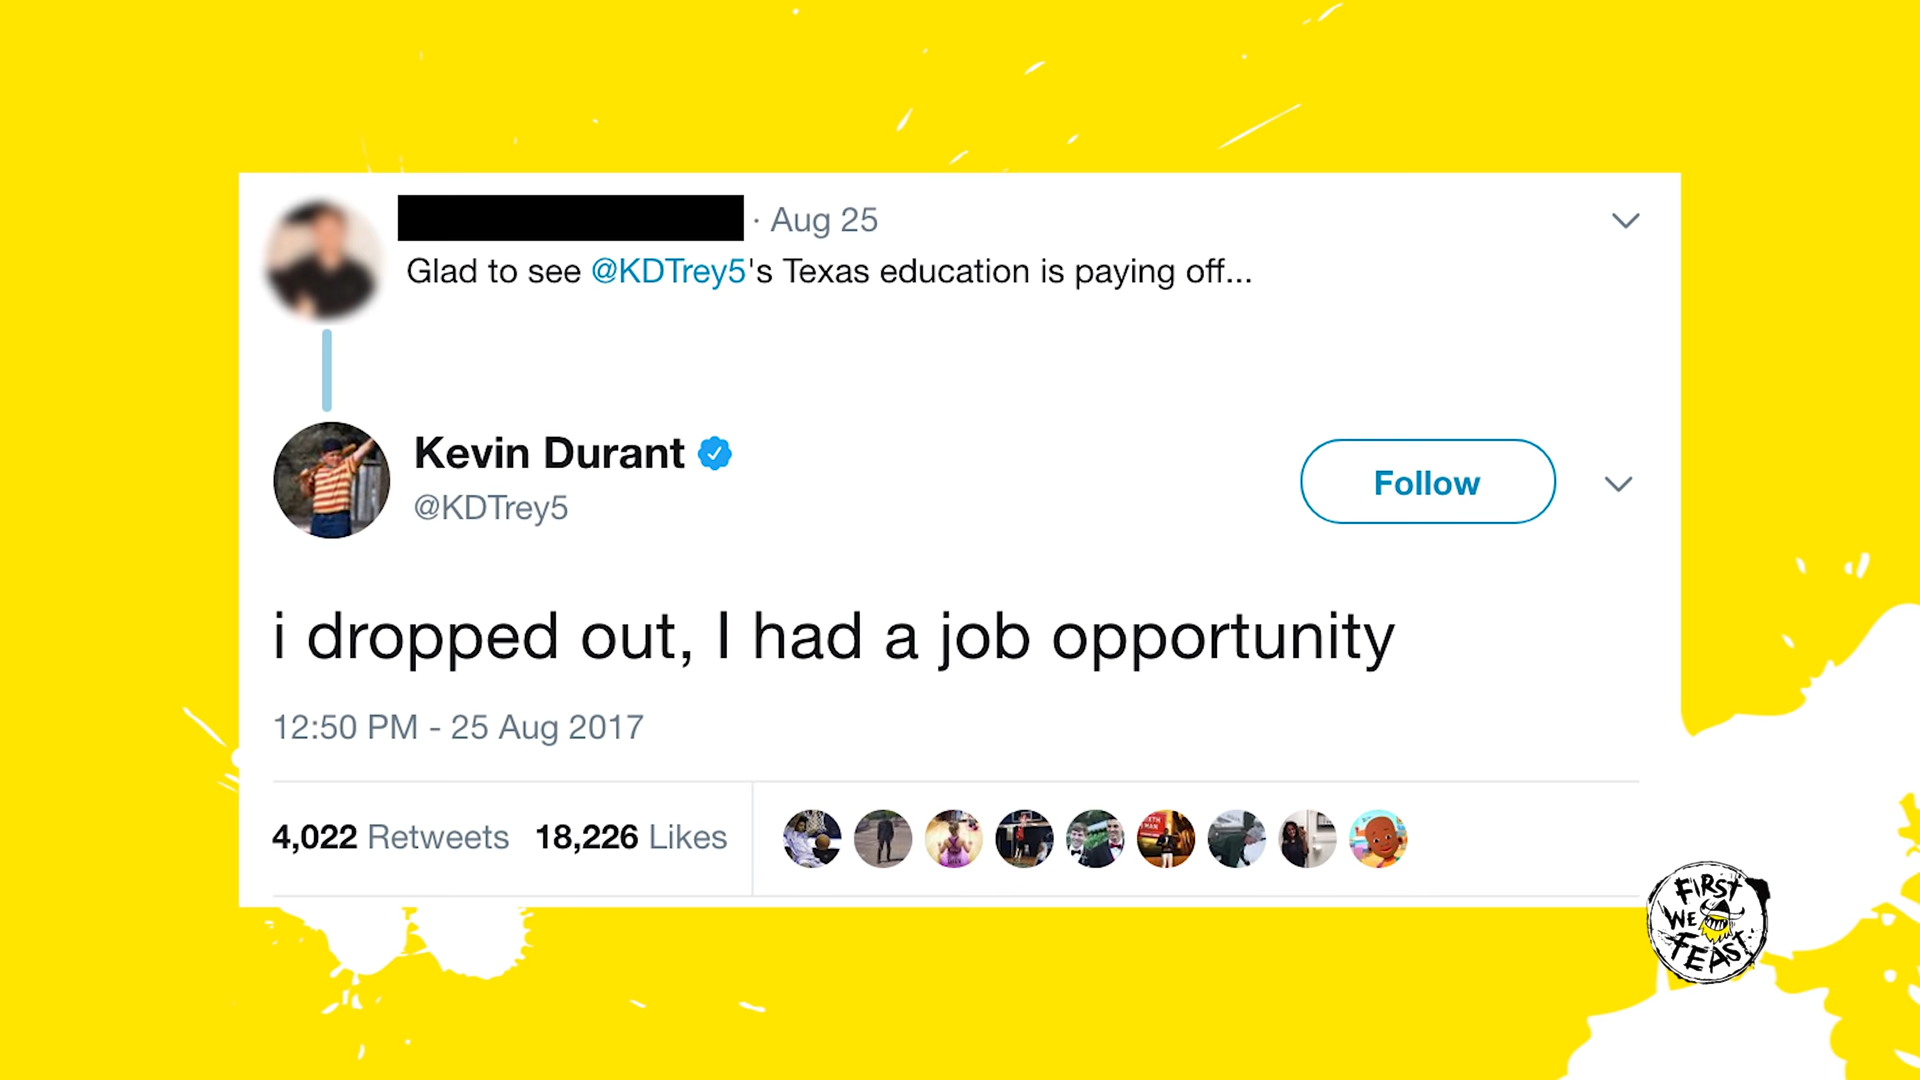 · Aug 25
Glad to see @KDTrey5's Texas education is paying off...
Kevin Durant
@KDTrey5
Follow
i dropped out, I had a job opportunity
12:50 PM - 25 Aug 2017
4,022 Retweets 18,226 Likes
FIRST
WE
FEAST